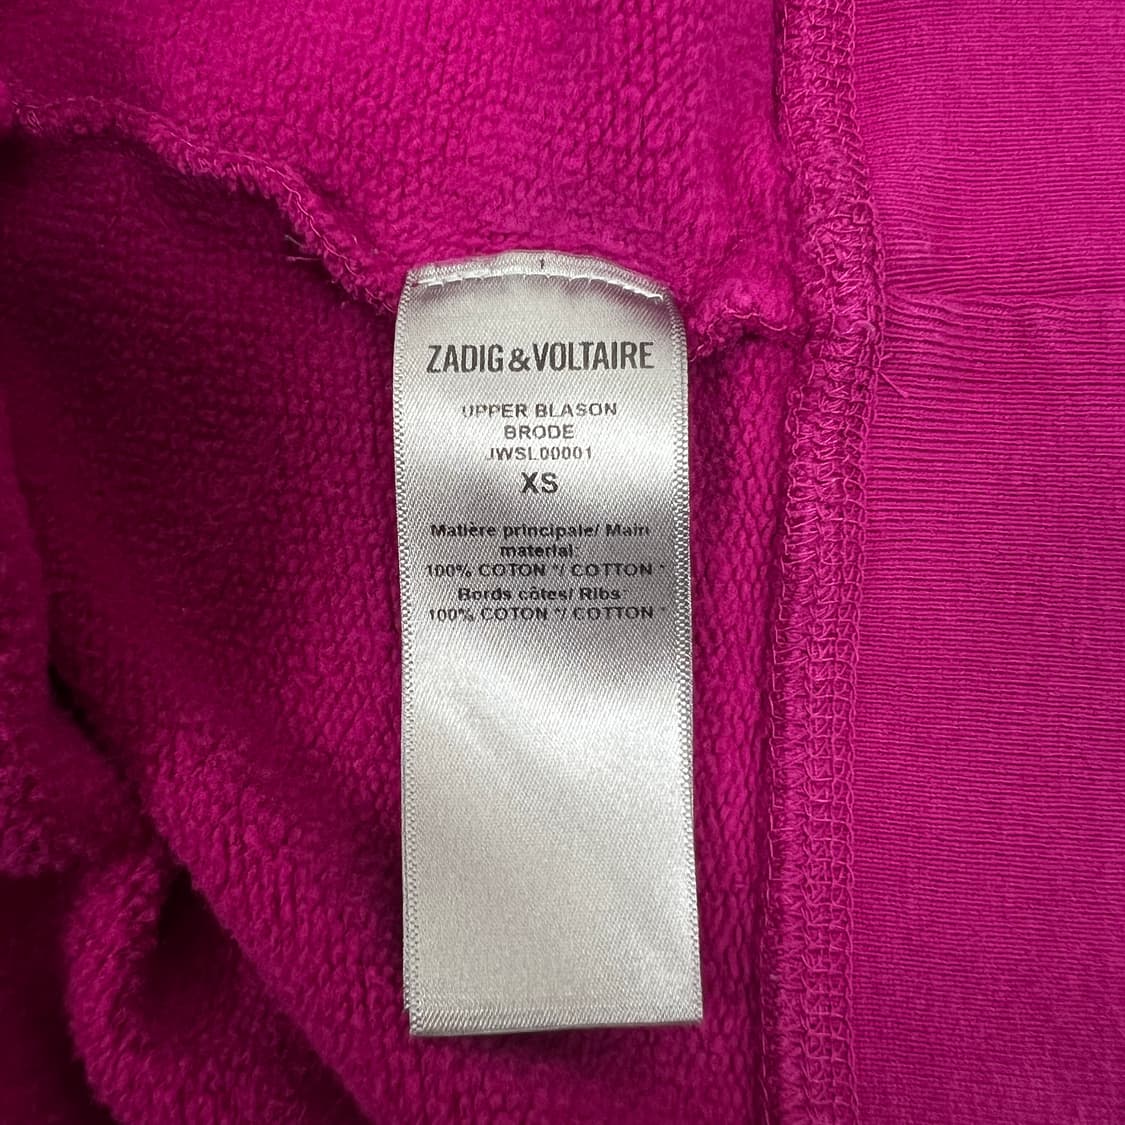 ZADIG&VOLTAIRE
UPPER BLASON
BRODE
JWSL00001
XS
Matière principale/ Main
material:
100% COTON */ COTTON *
Bords côtes/ Ribs
100% COTON */ COTTON *